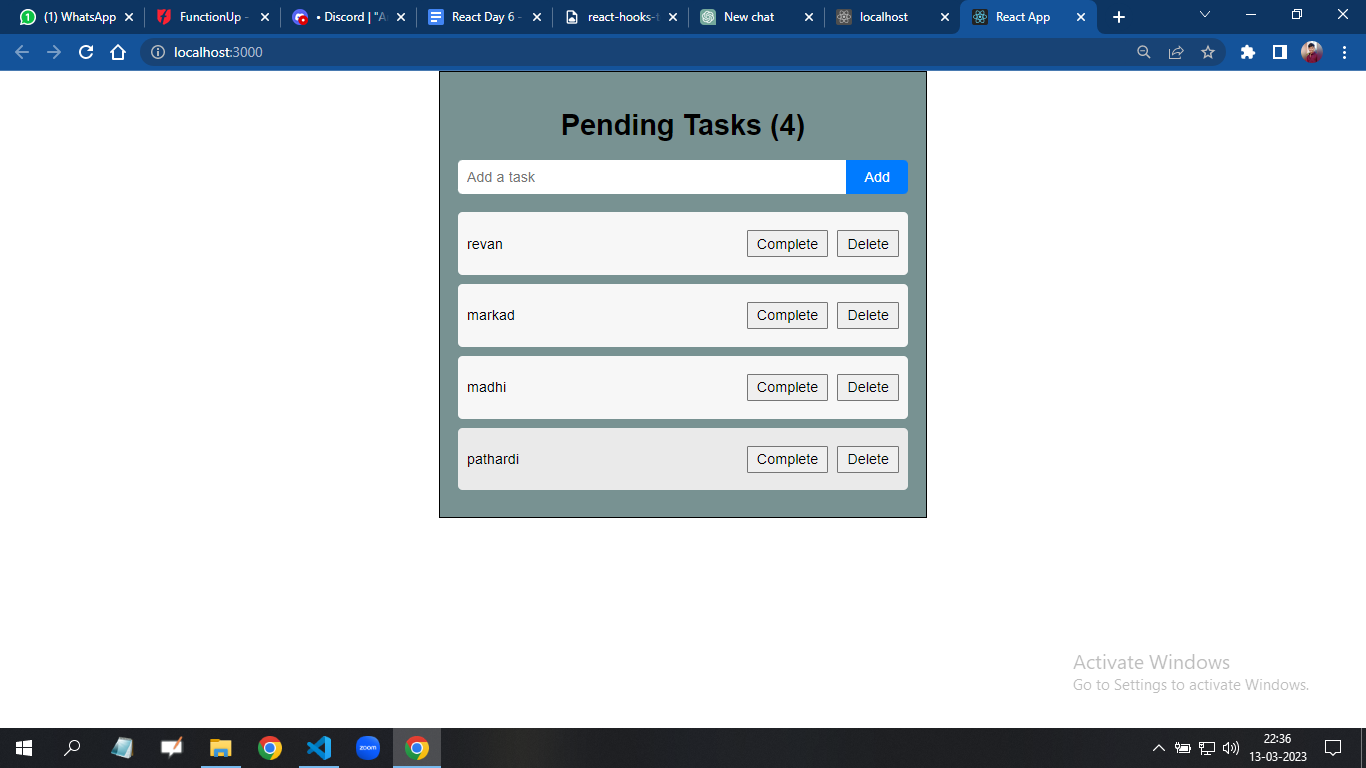 (1) WhatsApp
FunctionUp -
• Discord | "A
React Day 6 -
react-hooks-t
New chat
localhost
React App
localhost:3000
Pending Tasks (4)
Add a task
Add
revan
Complete
Delete
markad
Complete
Delete
madhi
Complete
Delete
pathardi
Complete
Delete
Activate Windows
Go to Settings to activate Windows.
zoom
22:36
13-03-2023